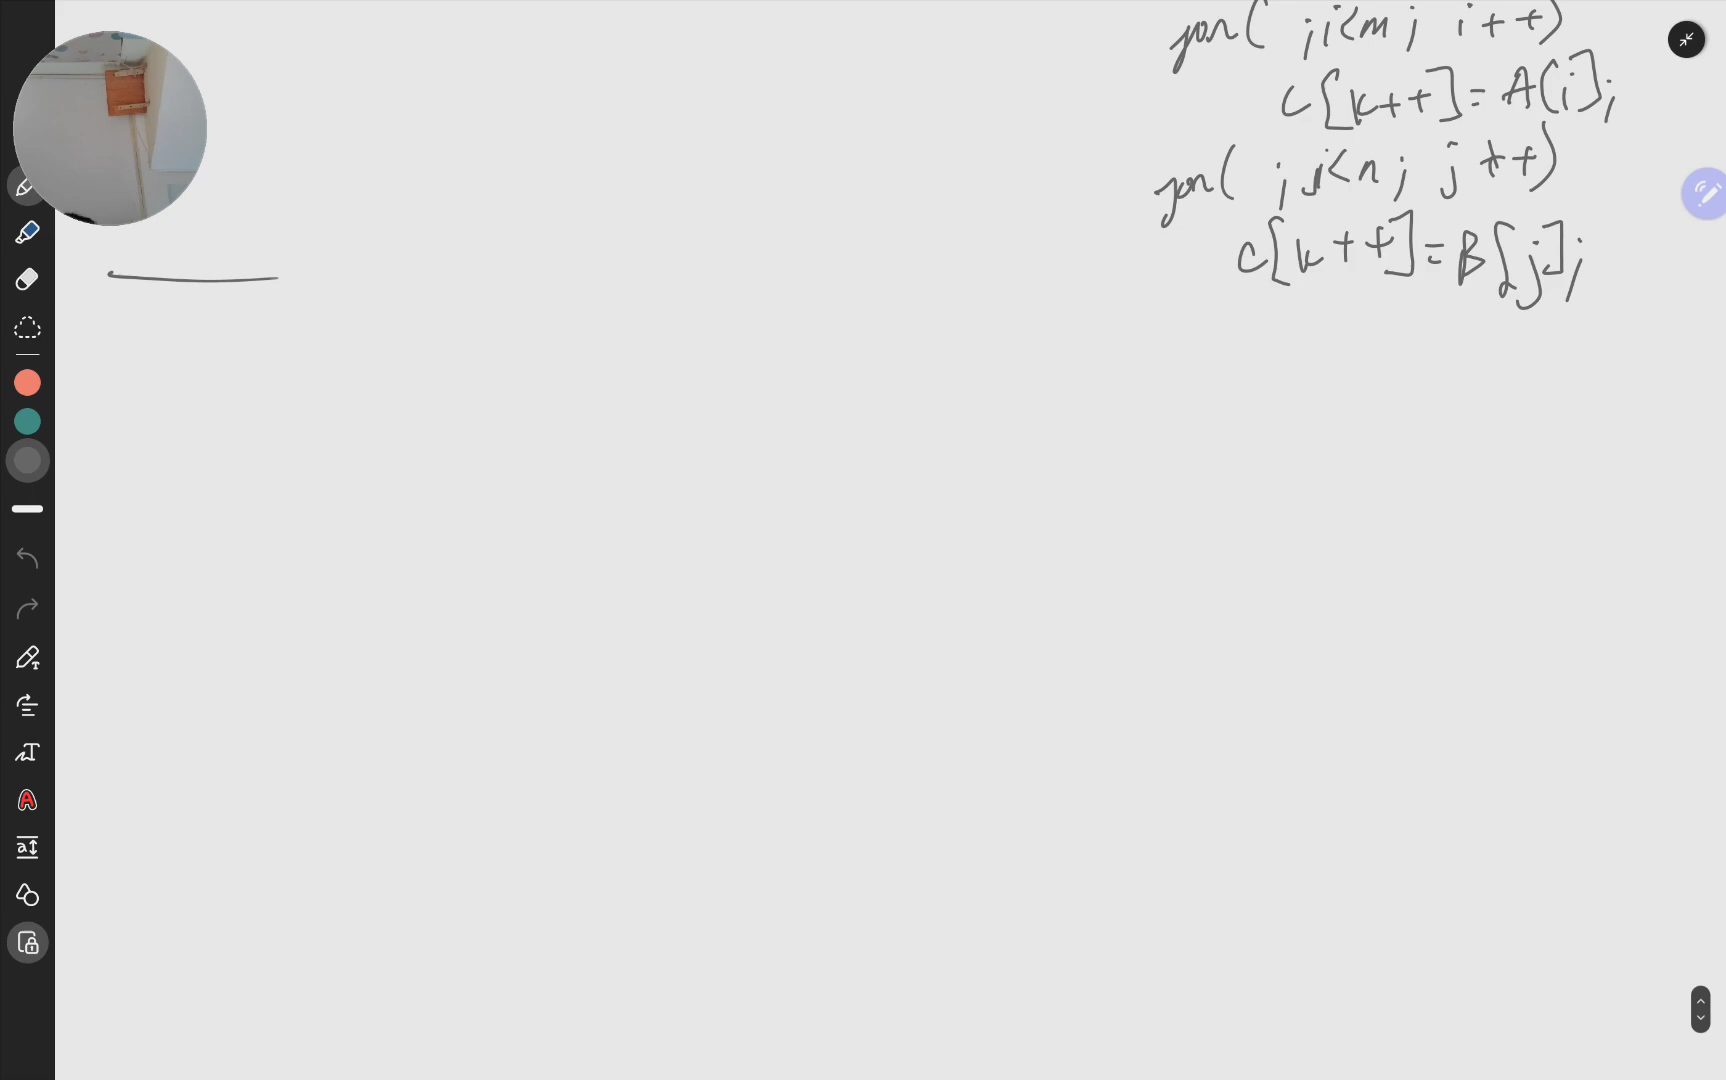 for( ; i<m ; i++)
C[k++] = A[i];
for( ; j<n ; j++)
C[k++] = B[j];